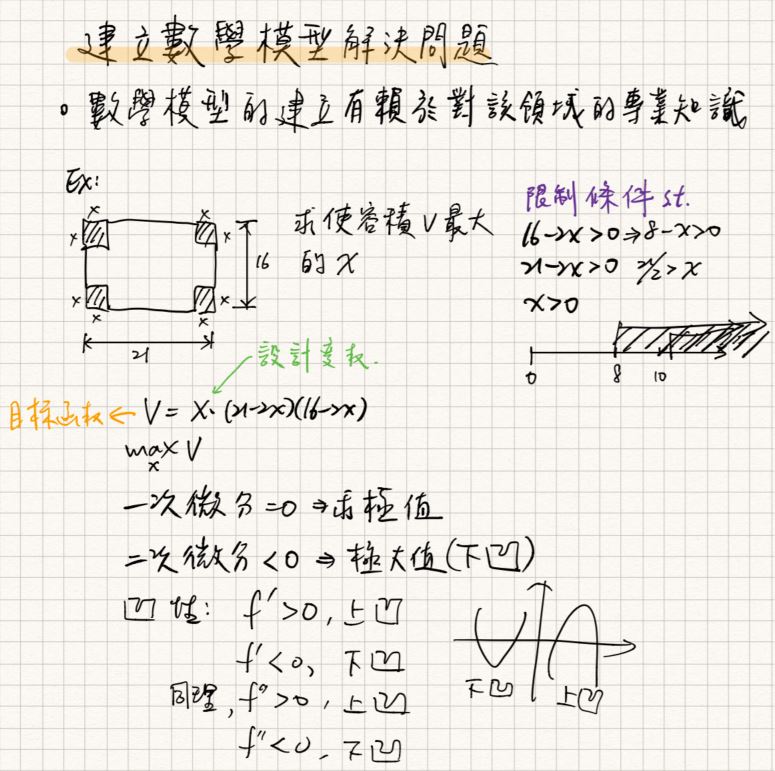 建立數學模型解決問題
。數學模型的建立有賴於對該領域的專業知識
Ex:
x x
x x
16
x x
x x
21
求使容積V最大
的x
限制條件 s.t.
16-2x>0⇒8-x>0
21-2x>0 21/2>x
x>0
0 8 10
設計變數.
目標函數 ← V = x·(21-2x)(16-2x)
max V
x
一次微分=0 ⇒ 求極值
二次微分<0 ⇒ 極大值(下凹)
凹性: f'>0, 上凹
f'<0, 下凹
同理, f''>0, 上凹
f''<0, 下凹
下凹 上凹